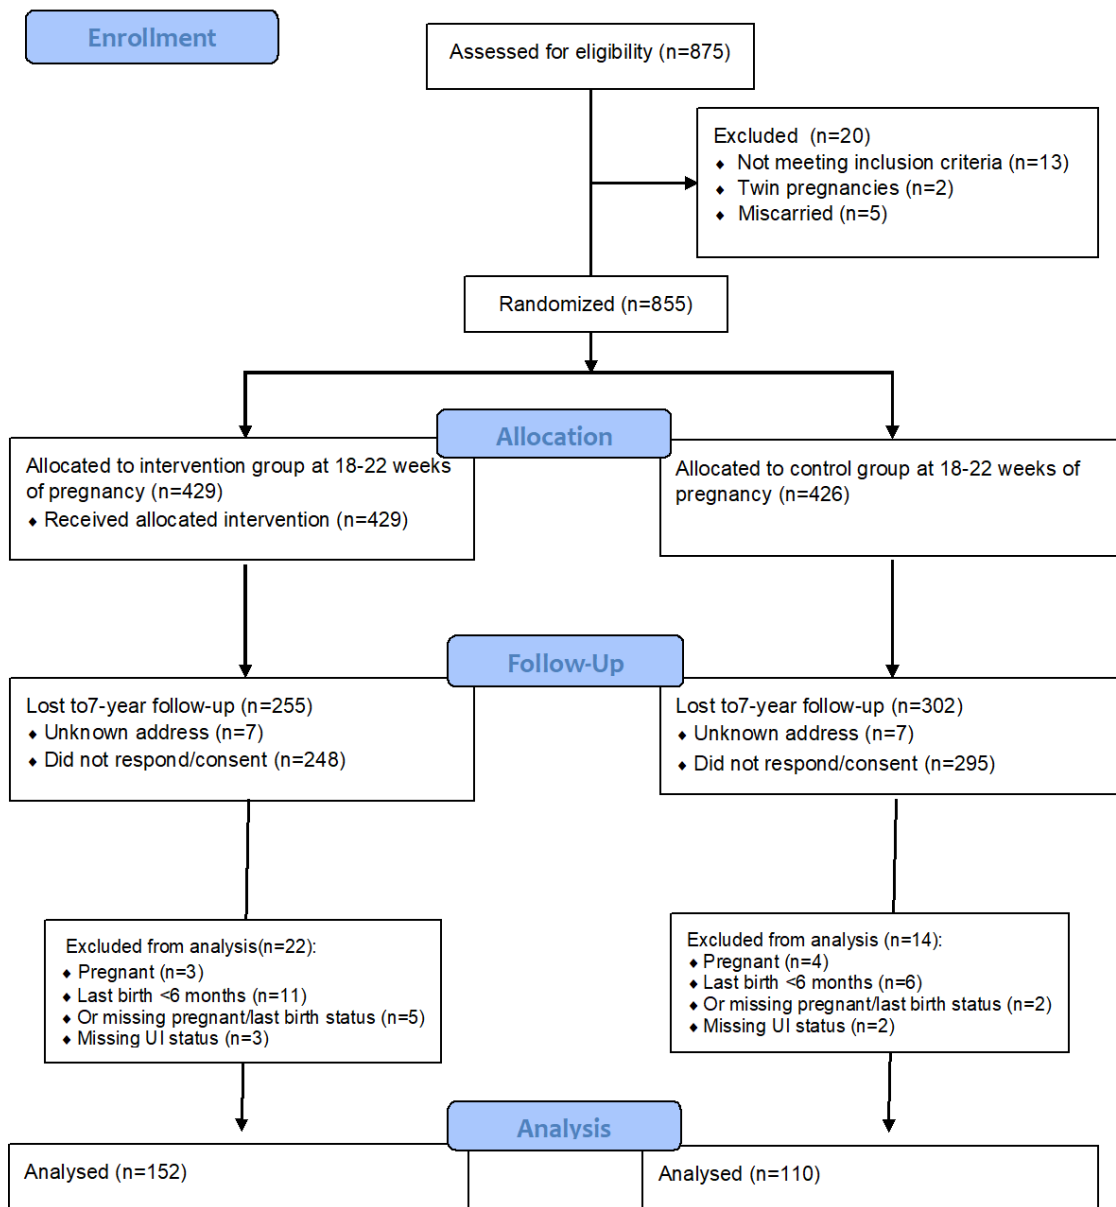 Enrollment
Assessed for eligibility (n=875)
Excluded (n=20)
♦ Not meeting inclusion criteria (n=13)
♦ Twin pregnancies (n=2)
♦ Miscarried (n=5)
Randomized (n=855)
Allocation
Allocated to intervention group at 18-22 weeks
of pregnancy (n=429)
♦ Received allocated intervention (n=429)
Allocated to control group at 18-22 weeks of
pregnancy (n=426)
Follow-Up
Lost to7-year follow-up (n=255)
♦ Unknown address (n=7)
♦ Did not respond/consent (n=248)
Lost to7-year follow-up (n=302)
♦ Unknown address (n=7)
♦ Did not respond/consent (n=295)
Excluded from analysis(n=22):
♦ Pregnant (n=3)
♦ Last birth <6 months (n=11)
♦ Or missing pregnant/last birth status (n=5)
♦ Missing UI status (n=3)
Excluded from analysis (n=14):
♦ Pregnant (n=4)
♦ Last birth <6 months (n=6)
♦ Or missing pregnant/last birth status (n=2)
♦ Missing UI status (n=2)
Analysis
Analysed (n=152)
Analysed (n=110)